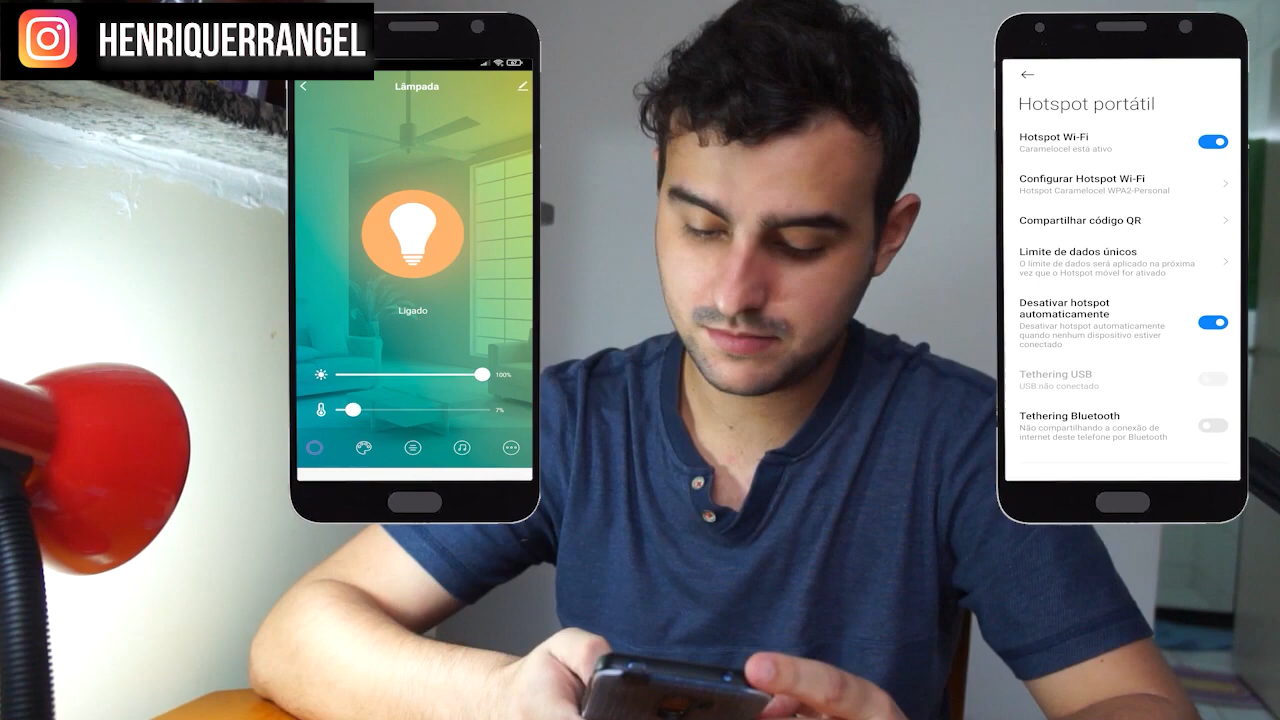 HENRIQUERRANGEL
67
Lâmpada
Ligado
100%
7%
Hotspot portátil
Hotspot Wi-Fi
Caramelocel está ativo
Configurar Hotspot Wi-Fi
Hotspot Caramelocel WPA2-Personal
Compartilhar código QR
Limite de dados únicos
O limite de dados será aplicado na próxima
vez que o Hotspot móvel for ativado
Desativar hotspot
automaticamente
Desativar hotspot automaticamente
quando nenhum dispositivo estiver
conectado
Tethering USB
USB não conectado
Tethering Bluetooth
Não compartilhando a conexão de
internet deste telefone por Bluetooth